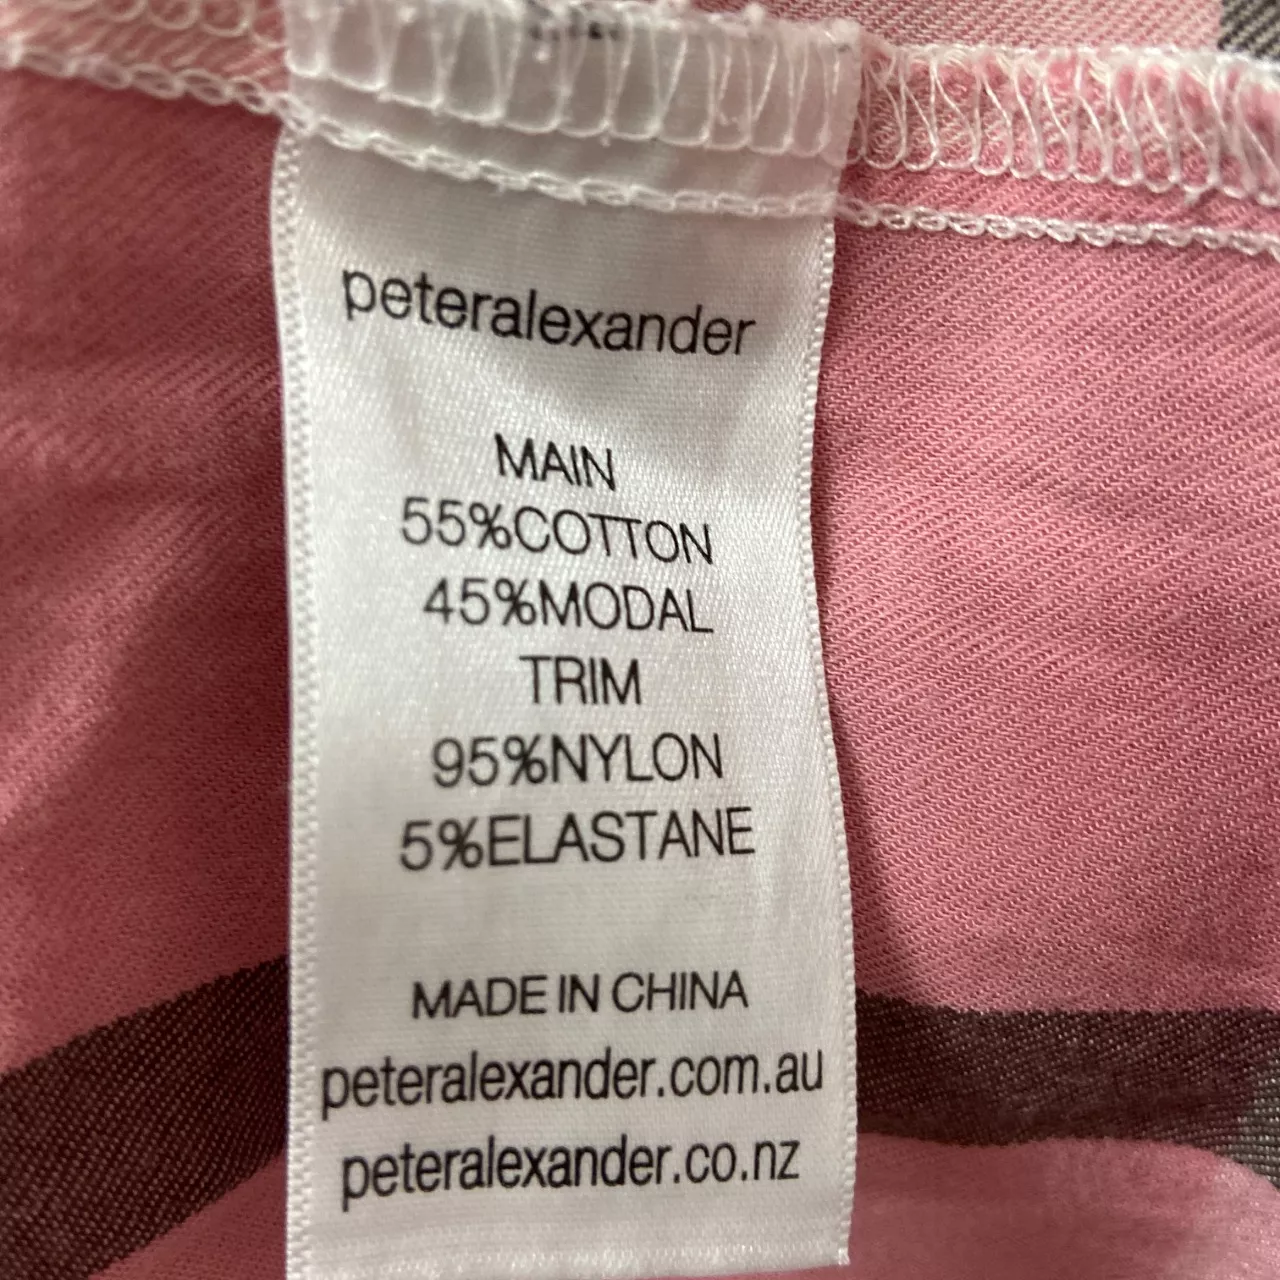 peteralexander
MAIN
55%COTTON
45%MODAL
TRIM
95%NYLON
5%ELASTANE
MADE IN CHINA
peteralexander.com.au
peteralexander.co.nz